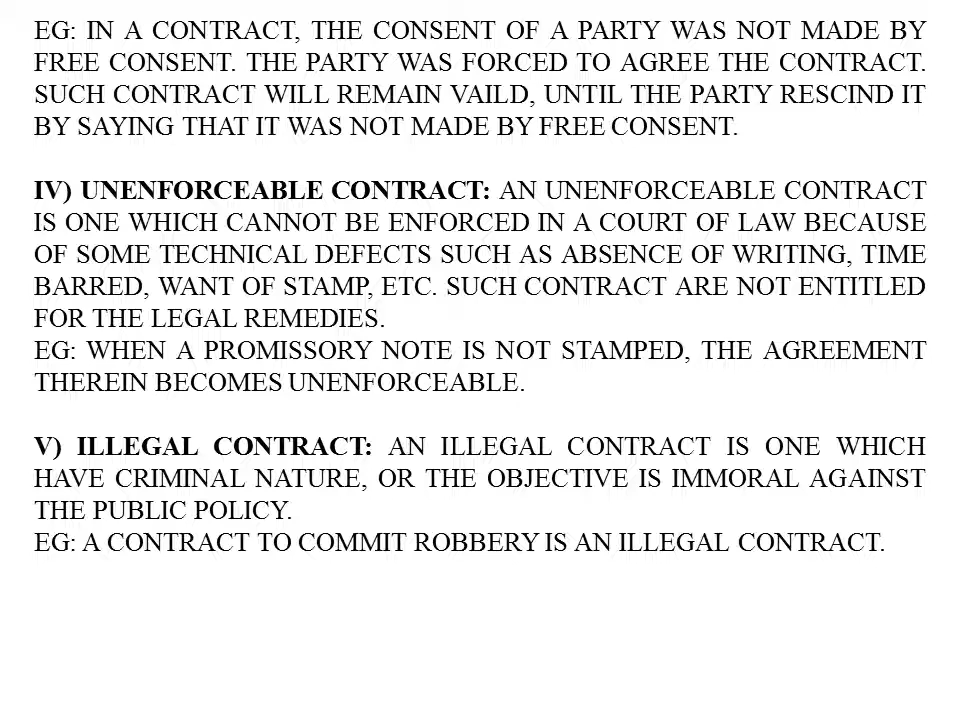 EG: IN A CONTRACT, THE CONSENT OF A PARTY WAS NOT MADE BY
FREE CONSENT. THE PARTY WAS FORCED TO AGREE THE CONTRACT.
SUCH CONTRACT WILL REMAIN VAILD, UNTIL THE PARTY RESCIND IT
BY SAYING THAT IT WAS NOT MADE BY FREE CONSENT.
IV) UNENFORCEABLE CONTRACT: AN UNENFORCEABLE CONTRACT
IS ONE WHICH CANNOT BE ENFORCED IN A COURT OF LAW BECAUSE
OF SOME TECHNICAL DEFECTS SUCH AS ABSENCE OF WRITING, TIME
BARRED, WANT OF STAMP, ETC. SUCH CONTRACT ARE NOT ENTITLED
FOR THE LEGAL REMEDIES.
EG: WHEN A PROMISSORY NOTE IS NOT STAMPED, THE AGREEMENT
THEREIN BECOMES UNENFORCEABLE.
V) ILLEGAL CONTRACT: AN ILLEGAL CONTRACT IS ONE WHICH
HAVE CRIMINAL NATURE, OR THE OBJECTIVE IS IMMORAL AGAINST
THE PUBLIC POLICY.
EG: A CONTRACT TO COMMIT ROBBERY IS AN ILLEGAL CONTRACT.